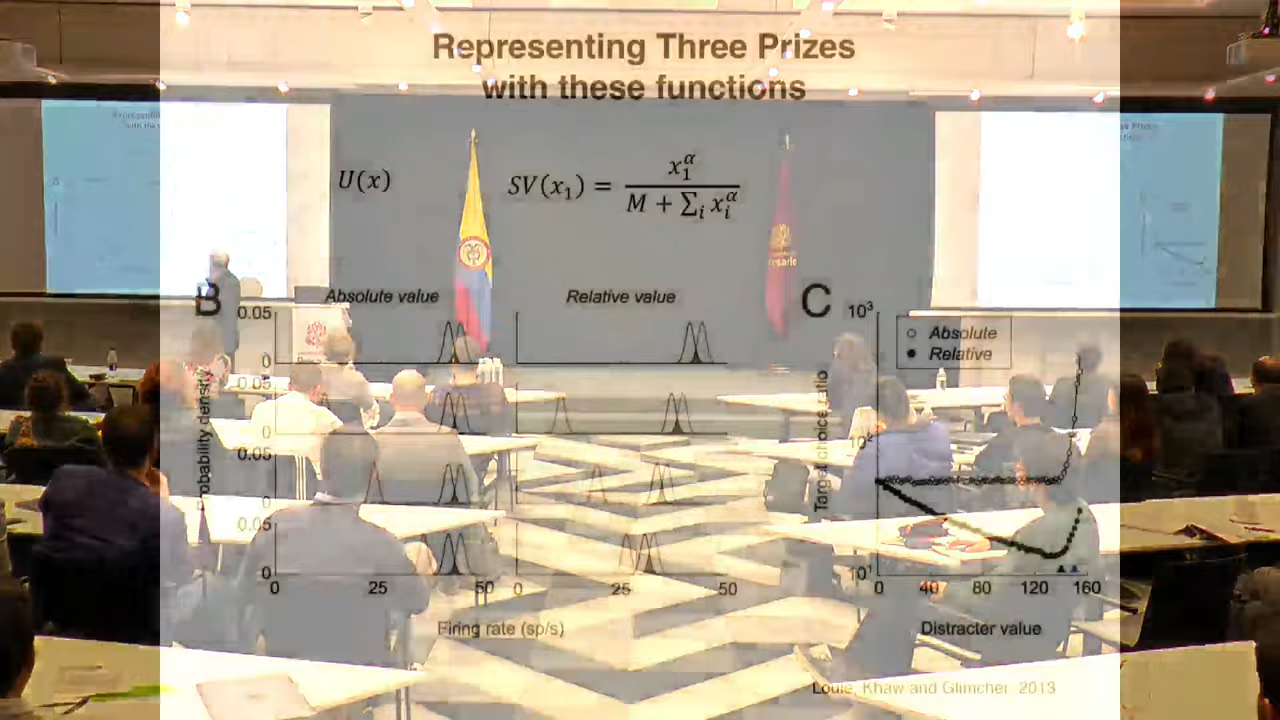 Representing Three Prizes
with these functions
U(x)
SV(x₁) = x₁^α / (M + ∑ᵢ xᵢ^α)
B
Absolute value
Relative value
C
0.05
0
0.05
0
0.05
0.05
0
Probability density
0 25 50
0 25 50
Firing rate (sp/s)
10³
10²
10¹
Absolute
Relative
Target choice ratio
0 40 80 120 160
Distracter value
Louie, Khaw and Glimcher 2013